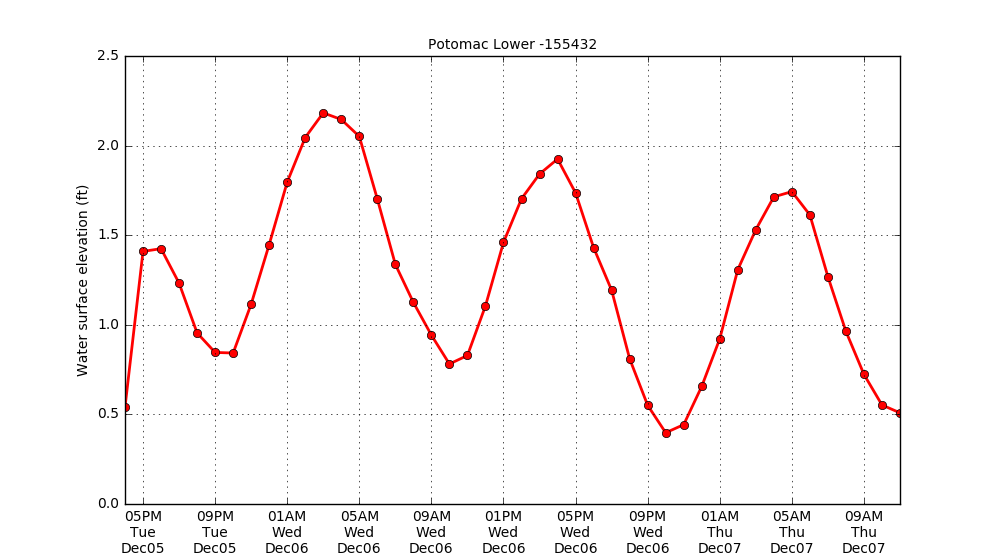 Potomac Lower -155432
Water surface elevation (ft)
2.5
2.0
1.5
1.0
0.5
0.0
05PM 09PM 01AM 05AM 09AM 01PM 05PM 09PM 01AM 05AM 09AM
Tue Tue Wed Wed Wed Wed Wed Wed Thu Thu Thu
Dec05 Dec05 Dec06 Dec06 Dec06 Dec06 Dec06 Dec06 Dec07 Dec07 Dec07